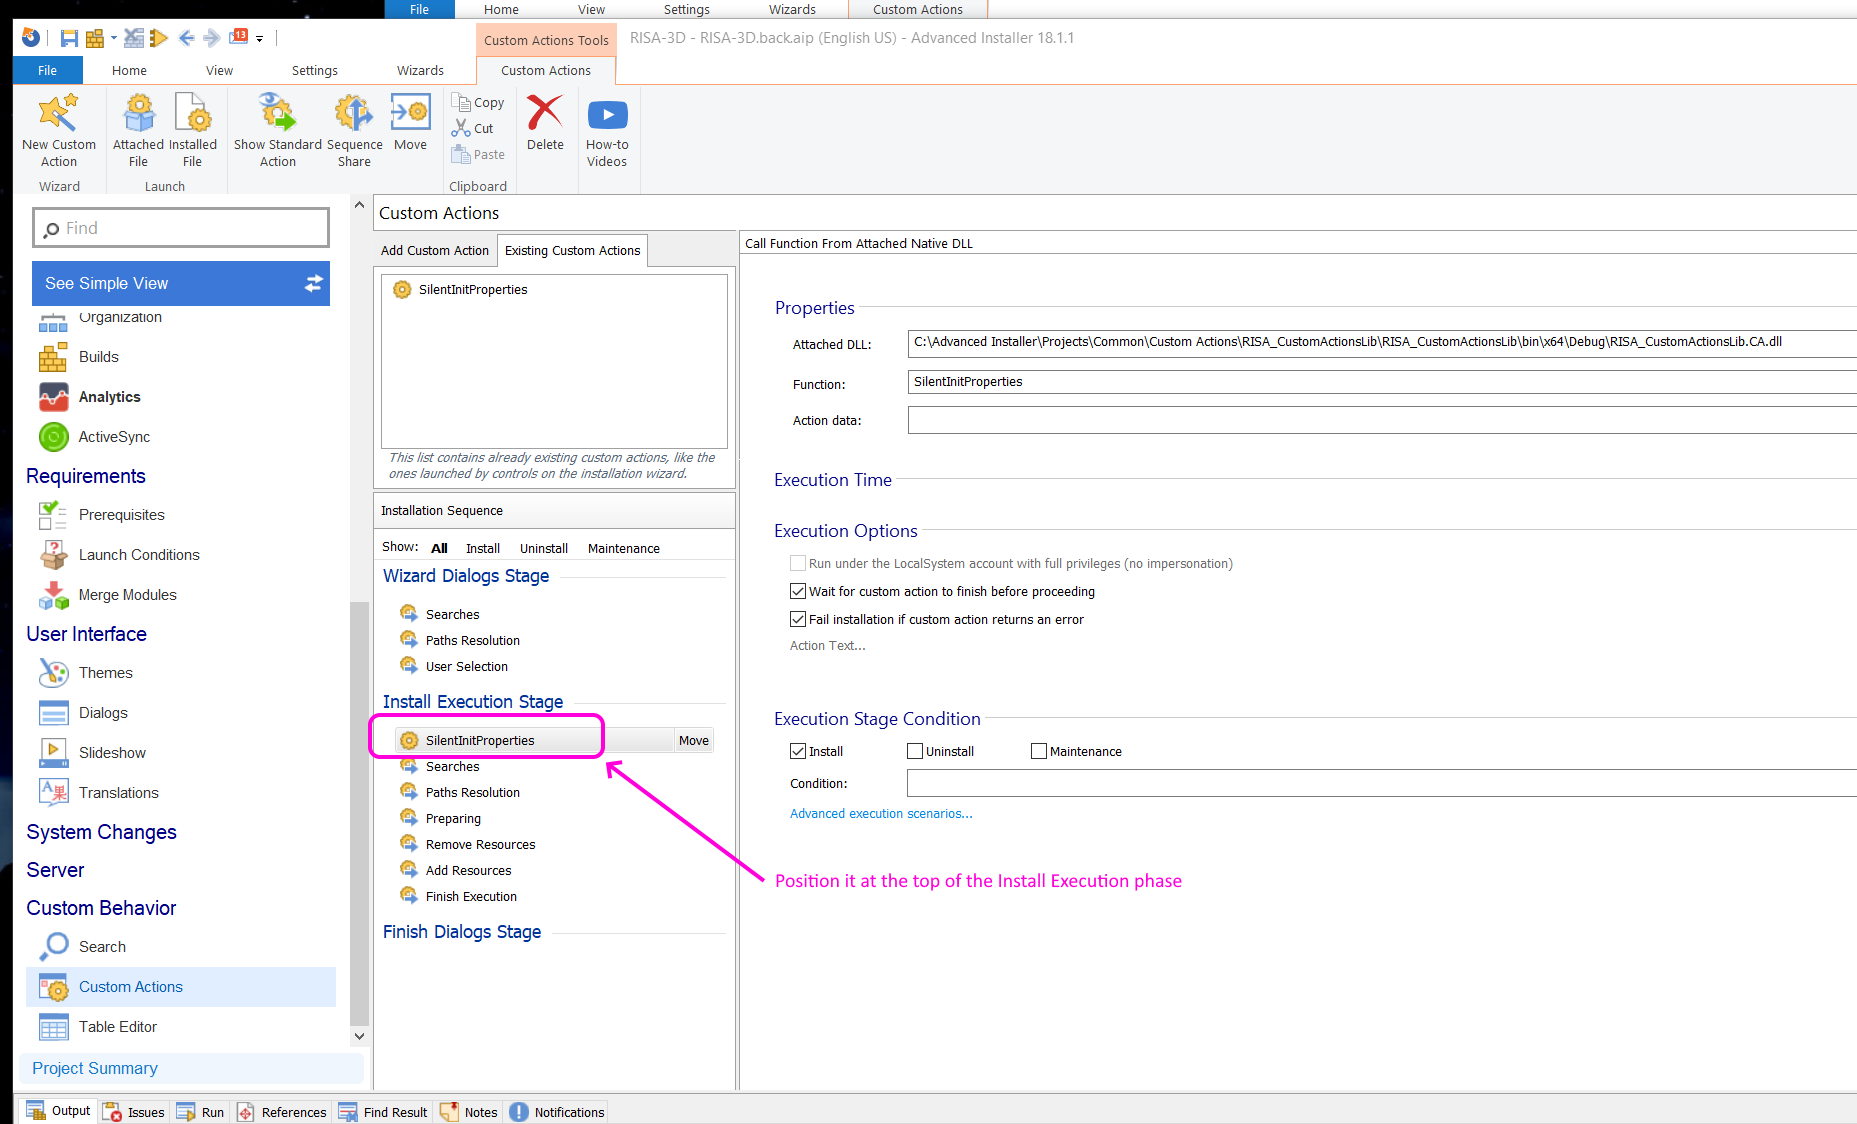 File Home View Settings Wizards Custom Actions
13
Custom Actions Tools
RISA-3D - RISA-3D.back.aip (English US) - Advanced Installer 18.1.1
File Home View Settings Wizards Custom Actions
New Custom Action
Wizard
Attached File
Installed File
Launch
Show Standard Action
Sequence Share
Move
Copy
Cut
Paste
Clipboard
Delete
How-to Videos
Find
See Simple View
Organization
Builds
Analytics
ActiveSync
Requirements
Prerequisites
Launch Conditions
Merge Modules
User Interface
Themes
Dialogs
Slideshow
Translations
System Changes
Server
Custom Behavior
Search
Custom Actions
Table Editor
Project Summary
Custom Actions
Add Custom Action
Existing Custom Actions
SilentInitProperties
This list contains already existing custom actions, like the
ones launched by controls on the installation wizard.
Installation Sequence
Show: All Install Uninstall Maintenance
Wizard Dialogs Stage
Searches
Paths Resolution
User Selection
Install Execution Stage
SilentInitProperties Move
Searches
Paths Resolution
Preparing
Remove Resources
Add Resources
Finish Execution
Finish Dialogs Stage
Call Function From Attached Native DLL
Properties
Attached DLL: C:\Advanced Installer\Projects\Common\Custom Actions\RISA_CustomActionsLib\RISA_CustomActionsLib\bin\x64\Debug\RISA_CustomActionsLib.CA.dll
Function: SilentInitProperties
Action data:
Execution Time
Execution Options
Run under the LocalSystem account with full privileges (no impersonation)
Wait for custom action to finish before proceeding
Fail installation if custom action returns an error
Action Text...
Execution Stage Condition
Install Uninstall Maintenance
Condition:
Advanced execution scenarios...
Position it at the top of the Install Execution phase
Output Issues Run References Find Result Notes Notifications